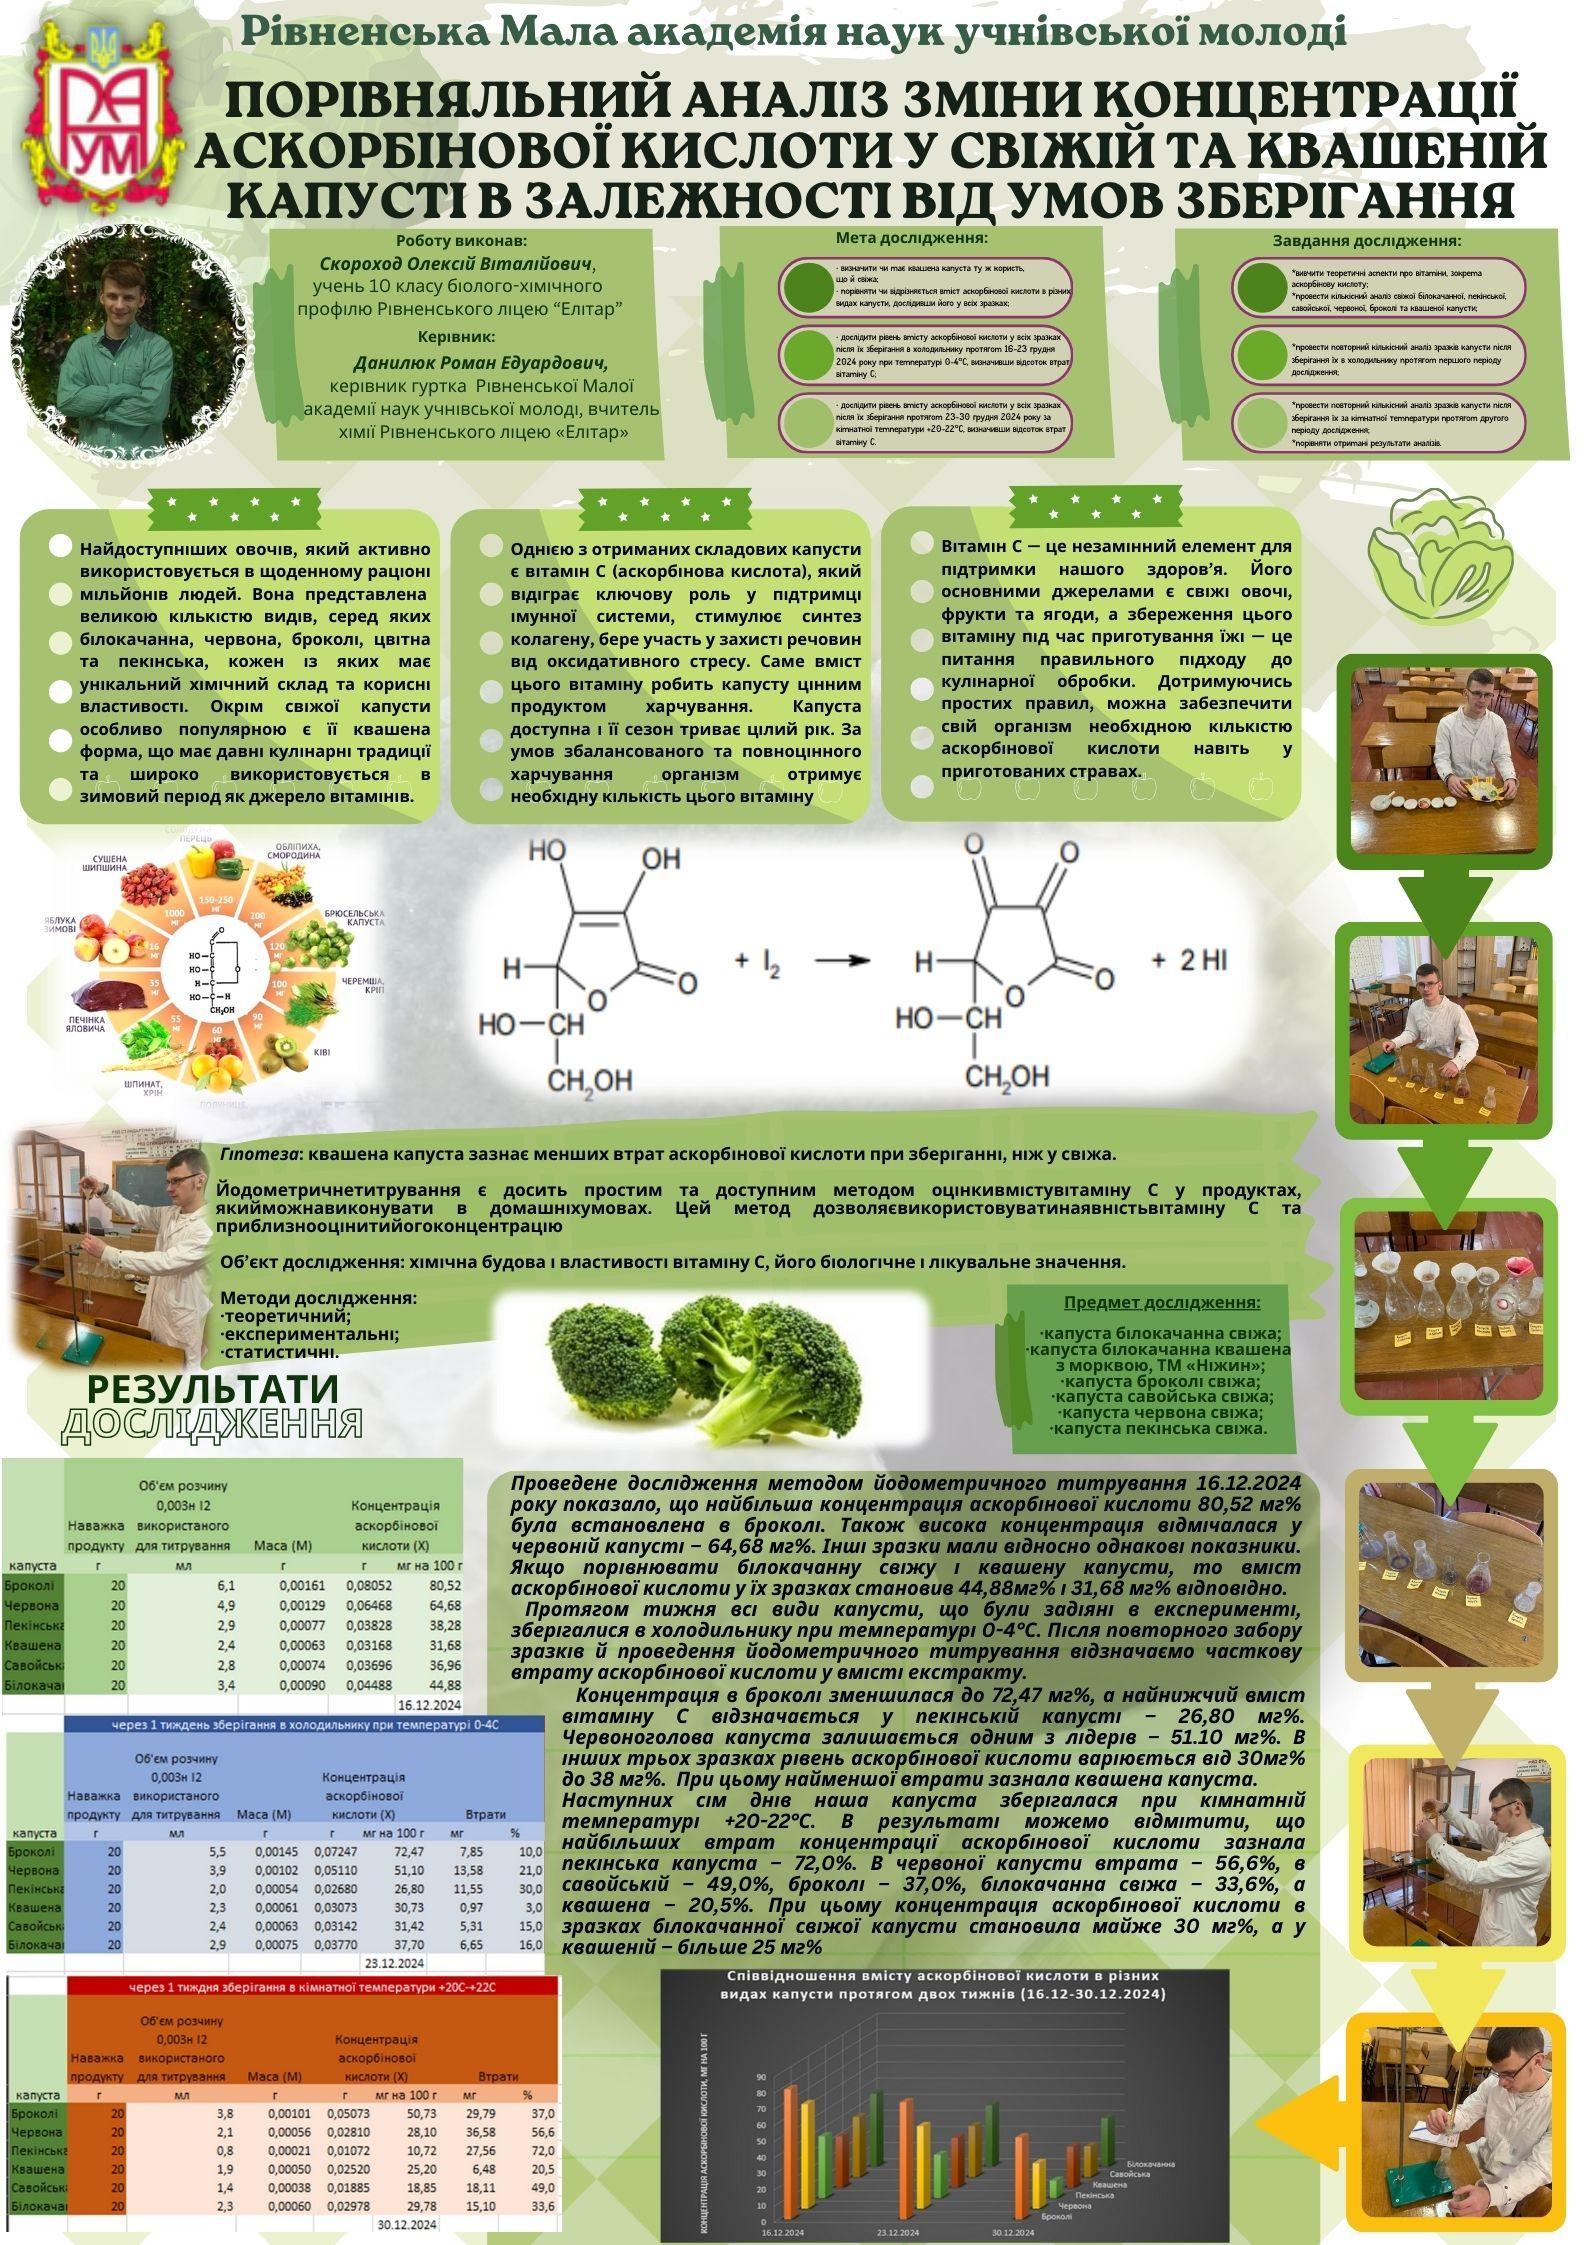 Рівненська Мала академія наук учнівської молоді
ПОРІВНЯЛЬНИЙ АНАЛІЗ ЗМІНИ КОНЦЕНТРАЦІЇ
АСКОРБІНОВОЇ КИСЛОТИ У СВІЖІЙ ТА КВАШЕНІЙ
КАПУСТІ В ЗАЛЕЖНОСТІ ВІД УМОВ ЗБЕРІГАННЯ
Роботу виконав:
Скороход Олексій Віталійович,
учень 10 класу біолого-хімічного
профілю Рівненського ліцею “Елітар”
Керівник:
Данилюк Роман Едуардович,
керівник гуртка Рівненської Малої
академії наук учнівської молоді, вчитель
хімії Рівненського ліцею «Елітар»
Мета дослідження:
· визначити чи має квашена капуста ту ж користь,
що й свіжа;
· порівняти чи відрізняється вміст аскорбінової кислоти в різних
видах капусти, дослідивши його у всіх зразках;
· дослідити рівень вмісту аскорбінової кислоти у всіх зразках
після їх зберігання в холодильнику протягом 16-23 грудня
2024 року при температурі 0-4°С, визначивши відсоток втрат
вітаміну С;
· дослідити рівень вмісту аскорбінової кислоти у всіх зразках
після їх зберігання протягом 23-30 грудня 2024 року за
кімнатної температури +20-22°С, визначивши відсоток втрат
вітаміну С.
Завдання дослідження:
*вивчити теоретичні аспекти про вітаміни, зокрема
аскорбінову кислоту;
*провести кількісний аналіз свіжої білокачанної, пекінської,
савойської, червоної, броколі та квашеної капусти;
*провести повторний кількісний аналіз зразків капусти після
зберігання їх в холодильнику протягом першого періоду
дослідження;
*провести повторний кількісний аналіз зразків капусти після
зберігання їх за кімнатної температури протягом другого
періоду дослідження;
*порівняти отримані результати аналізів.
Найдоступніших овочів, який активно
використовується в щоденному раціоні
мільйонів людей. Вона представлена
великою кількістю видів, серед яких
білокачанна, червона, броколі, цвітна
та пекінська, кожен із яких має
унікальний хімічний склад та корисні
властивості. Окрім свіжої капусти
особливо популярною є її квашена
форма, що має давні кулінарні традиції
та широко використовується в
зимовий період як джерело вітамінів.
Однією з отриманих складових капусти
є вітамін С (аскорбінова кислота), який
відіграє ключову роль у підтримці
імунної системи, стимулює синтез
колагену, бере участь у захисті речовин
від оксидативного стресу. Саме вміст
цього вітаміну робить капусту цінним
продуктом харчування. Капуста
доступна і її сезон триває цілий рік. За
умов збалансованого та повноцінного
харчування організм отримує
необхідну кількість цього вітаміну
Вітамін С — це незамінний елемент для
підтримки нашого здоров’я. Його
основними джерелами є свіжі овочі,
фрукти та ягоди, а збереження цього
вітаміну під час приготування їжі — це
питання правильного підходу до
кулінарної обробки. Дотримуючись
простих правил, можна забезпечити
свій організм необхідною кількістю
аскорбінової кислоти навіть у
приготованих стравах.
СОЛОДКИЙ
ПЕРЕЦЬ
150-250
МГ
ОБЛІПИХА,
СМОРОДИНА
200
МГ
БРЮСЕЛЬСЬКА
КАПУСТА
120
МГ
ЧЕРЕМША,
КРІП
100
МГ
КІВІ
90
МГ
ПОЛУНИЦЯ,
60
МГ
ШПИНАТ,
ХРІН
55
МГ
ПЕЧІНКА
ЯЛОВИЧА
35
МГ
ЯБЛУКА
ЗИМОВІ
16
МГ
СУШЕНА
ШИПШИНА
1000
МГ
O
HO
HO
O
H
HO—C—H
CH₂OH
HO OH
H O O
HO—CH
CH₂OH
+ I₂
O O
H O O
HO—CH
CH₂OH
+ 2 HI
Гіпотеза: квашена капуста зазнає менших втрат аскорбінової кислоти при зберіганні, ніж у свіжа.
Йодометричнетитрування є досить простим та доступним методом оцінкивмістувітаміну С у продуктах,
якийможнавиконувати в домашніхумовах. Цей метод дозволяєвикористовуватинаявністьвітаміну С та
приблизнооцінитийогоконцентрацію
Об’єкт дослідження: хімічна будова і властивості вітаміну С, його біологічне і лікувальне значення.
Методи дослідження:
·теоретичний;
·експериментальні;
·статистичні.
Предмет дослідження:
·капуста білокачанна свіжа;
·капуста білокачанна квашена
з морквою, ТМ «Ніжин»;
·капуста броколі свіжа;
·капуста савойська свіжа;
·капуста червона свіжа;
·капуста пекінська свіжа.
РЕЗУЛЬТАТИ
ДОСЛІДЖЕННЯ
капуста Наважка продукту г Об'єм розчину 0,003н I2 використаного для титрування мл Маса (М) г Концентрація аскорбінової кислоти (Х) г мг на 100 г
Броколі 20 6,1 0,00161 0,08052 80,52
Червона 20 4,9 0,00129 0,06468 64,68
Пекінська 20 2,9 0,00077 0,03828 38,28
Квашена 20 2,4 0,00063 0,03168 31,68
Савойська 20 2,8 0,00074 0,03696 36,96
Білокачан 20 3,4 0,00090 0,04488 44,88
16.12.2024
через 1 тиждень зберігання в холодильнику при температурі 0-4С
капуста Наважка продукту г Об'єм розчину 0,003н I2 використаного для титрування мл Маса (М) г Концентрація аскорбінової кислоти (Х) г мг на 100 г Втрати мг %
Броколі 20 5,5 0,00145 0,07247 72,47 7,85 10,0
Червона 20 3,9 0,00102 0,05110 51,10 13,58 21,0
Пекінська 20 2,0 0,00054 0,02680 26,80 11,55 30,0
Квашена 20 2,3 0,00061 0,03073 30,73 0,97 3,0
Савойська 20 2,4 0,00063 0,03142 31,42 5,31 15,0
Білокачан 20 2,9 0,00075 0,03770 37,70 6,65 16,0
23.12.2024
через 1 тиждня зберігання в кімнатної температури +20С-+22С
капуста Наважка продукту г Об'єм розчину 0,003н I2 використаного для титрування мл Маса (М) г Концентрація аскорбінової кислоти (Х) г мг на 100 г Втрати мг %
Броколі 20 3,8 0,00101 0,05073 50,73 29,79 37,0
Червона 20 2,1 0,00056 0,02810 28,10 36,58 56,6
Пекінська 20 0,8 0,00021 0,01072 10,72 27,56 72,0
Квашена 20 1,9 0,00050 0,02520 25,20 6,48 20,5
Савойська 20 1,4 0,00038 0,01885 18,85 18,11 49,0
Білокачан 20 2,3 0,00060 0,02978 29,78 15,10 33,6
30.12.2024
Проведене дослідження методом йодометричного титрування 16.12.2024
року показало, що найбільша концентрація аскорбінової кислоти 80,52 мг%
була встановлена в броколі. Також висока концентрація відмічалася у
червоній капусті – 64,68 мг%. Інші зразки мали відносно однакові показники.
Якщо порівнювати білокачанну свіжу і квашену капусти, то вміст
аскорбінової кислоти у їх зразках становив 44,88мг% і 31,68 мг% відповідно.
Протягом тижня всі види капусти, що були задіяні в експерименті,
зберігалися в холодильнику при температурі 0-4°С. Після повторного забору
зразків й проведення йодометричного титрування відзначаємо часткову
втрату аскорбінової кислоти у вмісті екстракту.
Концентрація в броколі зменшилася до 72,47 мг%, а найнижчий вміст
вітаміну С відзначається у пекінській капусті – 26,80 мг%.
Червоноголова капуста залишається одним з лідерів – 51.10 мг%. В
інших трьох зразках рівень аскорбінової кислоти варіюється від 30мг%
до 38 мг%. При цьому найменшої втрати зазнала квашена капуста.
Наступних сім днів наша капуста зберігалася при кімнатній
температурі +20-22°С. В результаті можемо відмітити, що
найбільших втрат концентрації аскорбінової кислоти зазнала
пекінська капуста – 72,0%. В червоної капусти втрата – 56,6%, в
савойській – 49,0%, броколі – 37,0%, білокачанна свіжа – 33,6%, а
квашена – 20,5%. При цьому концентрація аскорбінової кислоти в
зразках білокачанної свіжої капусти становила майже 30 мг%, а у
квашеній – більше 25 мг%
Співвідношення вмісту аскорбінової кислоти в різних
видах капусти протягом двох тижнів (16.12-30.12.2024)
КОНЦЕНТРАЦІЯ АСКОРБІНОВОЇ КИСЛОТИ, МГ НА 100 Г
90
80
70
60
50
40
30
20
10
0
16.12.2024 23.12.2024 30.12.2024
Білокачанна
Савойська
Квашена
Пекінська
Червона
Броколі